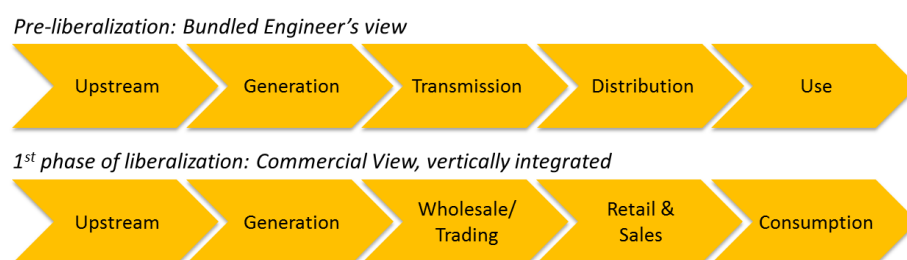 Pre-liberalization: Bundled Engineer’s view
Upstream
Generation
Transmission
Distribution
Use
1st phase of liberalization: Commercial View, vertically integrated
Upstream
Generation
Wholesale/
Trading
Retail &
Sales
Consumption